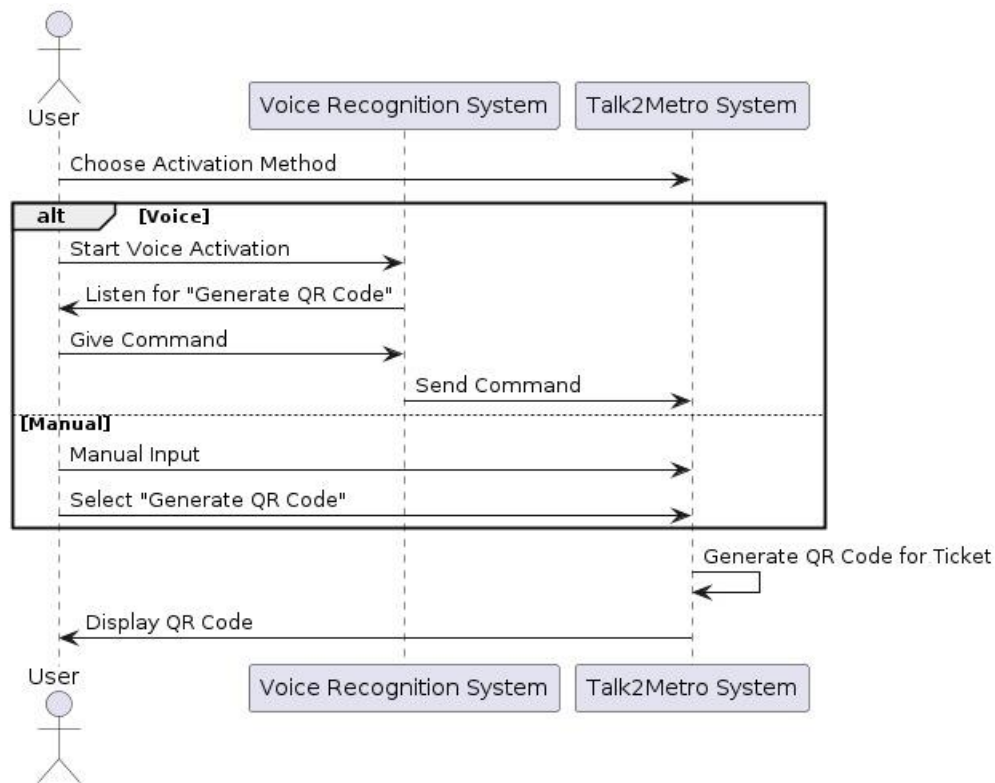 User
Voice Recognition System
Talk2Metro System
Choose Activation Method
alt [Voice]
Start Voice Activation
Listen for "Generate QR Code"
Give Command
Send Command
[Manual]
Manual Input
Select "Generate QR Code"
Generate QR Code for Ticket
Display QR Code
User
Voice Recognition System
Talk2Metro System